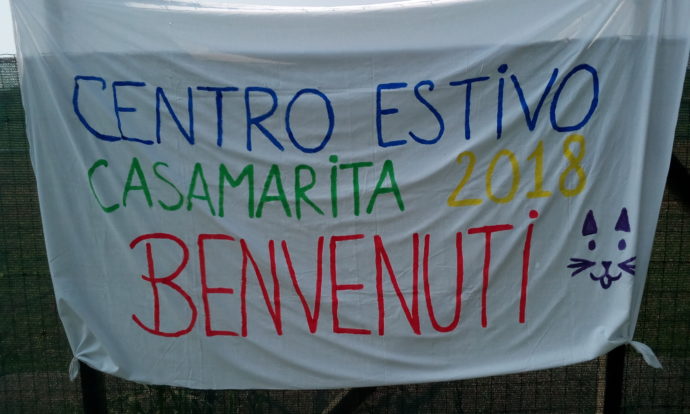 CENTRO ESTIVO
CASAMARITA 2018
BENVENUTI